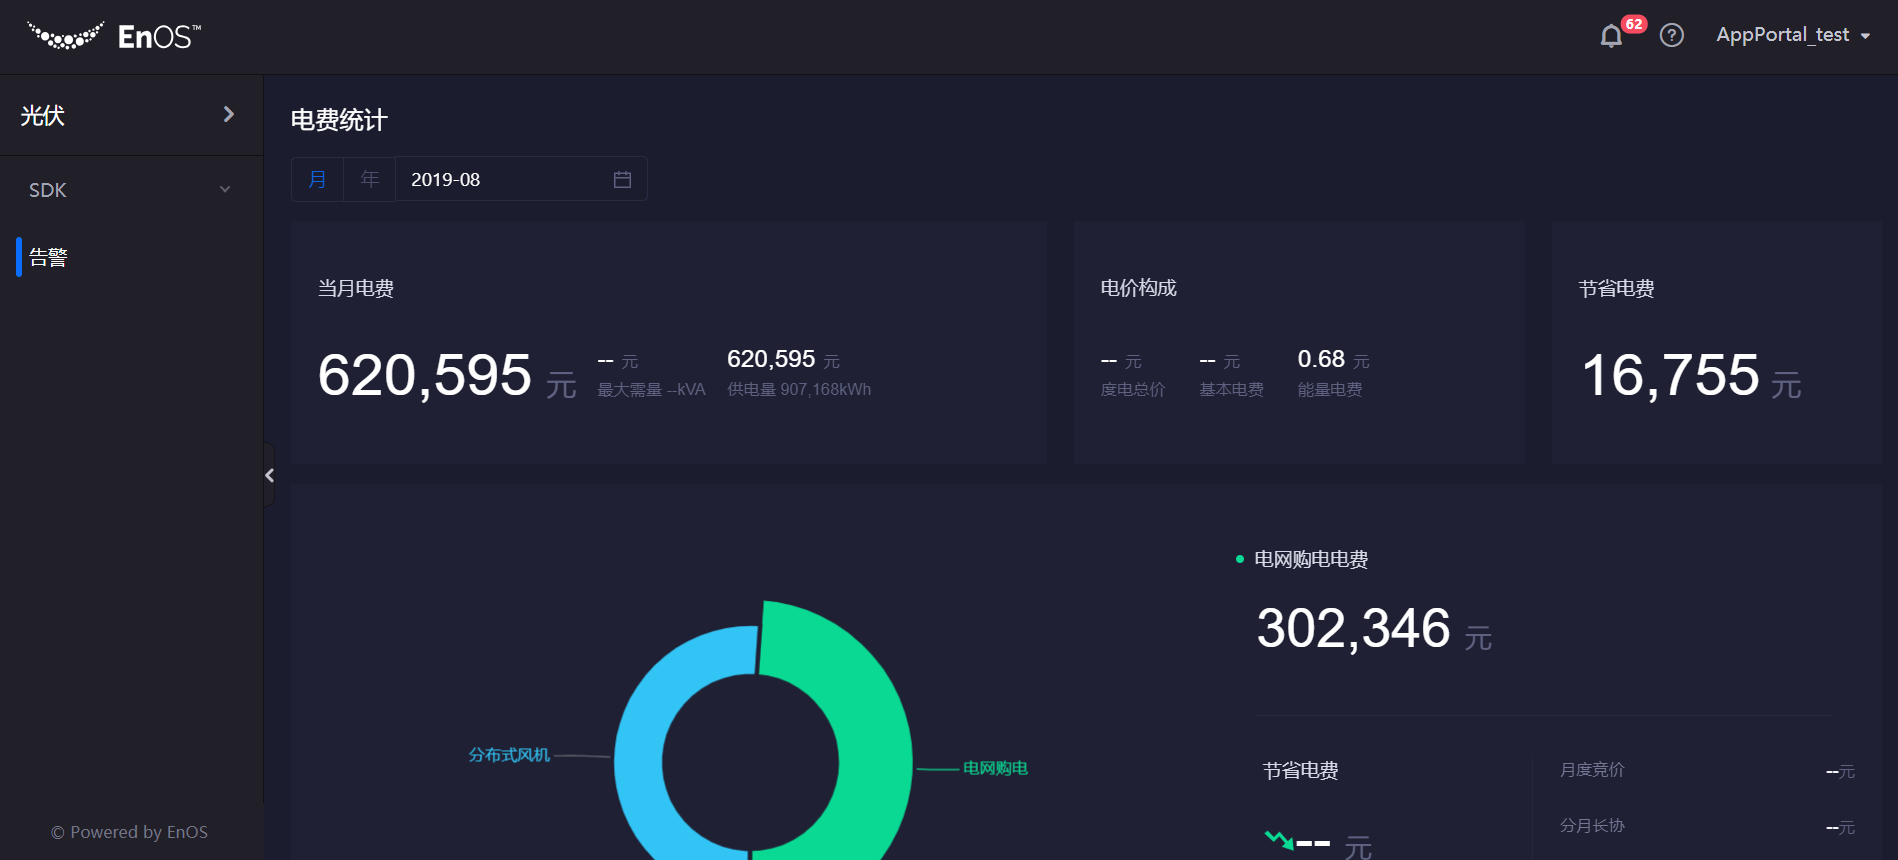 EnOS™
62
?
AppPortal_test
光伏
SDK
告警
© Powered by EnOS
电费统计
月 年 2019-08
当月电费
620,595 元
-- 元
最大需量 --kVA
620,595 元
供电量 907,168kWh
电价构成
-- 元
度电总价
-- 元
基本电费
0.68 元
能量电费
节省电费
16,755 元
分布式风机
电网购电
电网购电电费
302,346 元
节省电费
-- 元
月度竞价 --元
分月长协 --元